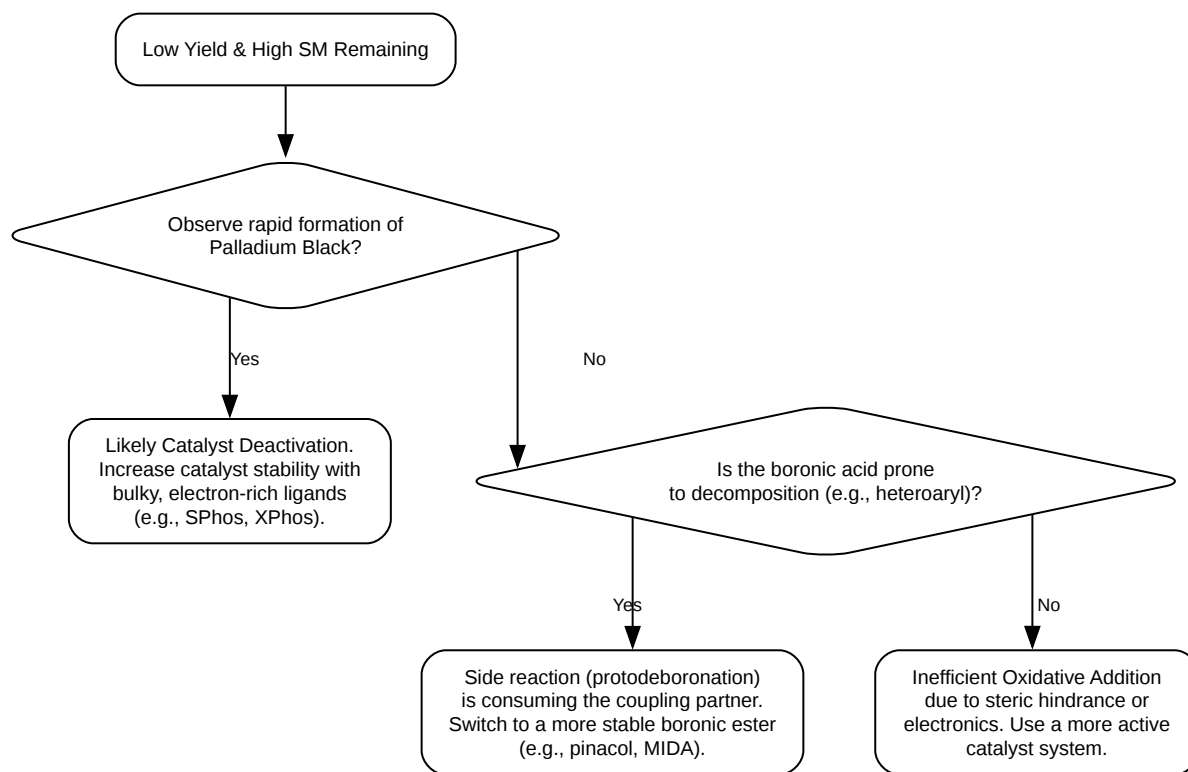 Low Yield & High SM Remaining
Observe rapid formation of
Palladium Black?
Yes
No
Likely Catalyst Deactivation.
Increase catalyst stability with
bulky, electron-rich ligands
(e.g., SPhos, XPhos).
Is the boronic acid prone
to decomposition (e.g., heteroaryl)?
Yes
No
Side reaction (protodeboronation)
is consuming the coupling partner.
Switch to a more stable boronic ester
(e.g., pinacol, MIDA).
Inefficient Oxidative Addition
due to steric hindrance or
electronics. Use a more active
catalyst system.